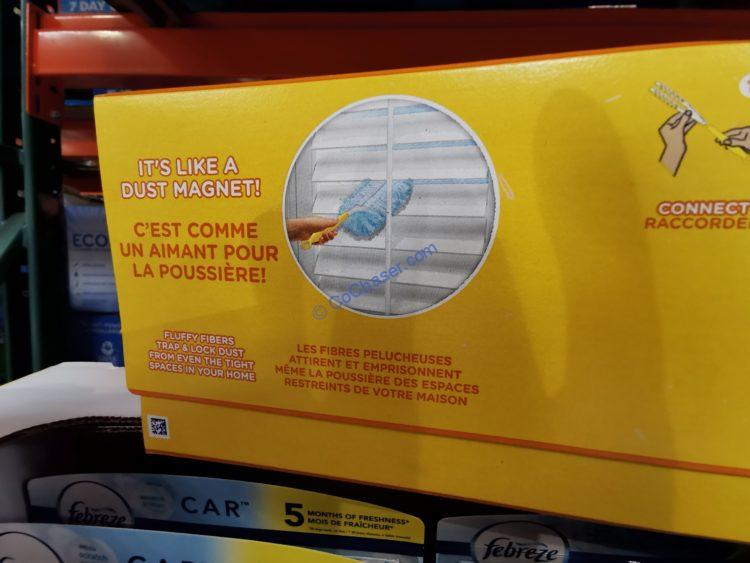 7 DAY
IT'S LIKE A
DUST MAGNET!
C'EST COMME
UN AIMANT POUR
LA POUSSIÈRE!
FLUFFY FIBERS
TRAP & LOCK DUST
FROM EVEN THE TIGHT
SPACES IN YOUR HOME
LES FIBRES PELUCHEUSES
ATTIRENT ET EMPRISONNENT
MÊME LA POUSSIÈRE DES ESPACES
RESTREINTS DE VOTRE MAISON
© CoChaser.com
CONNECT
RACCORDE
ECO
febreze
CAR™
5 MONTHS OF FRESHNESS*
MOIS DE FRAÎCHEUR*
febreze
CAR